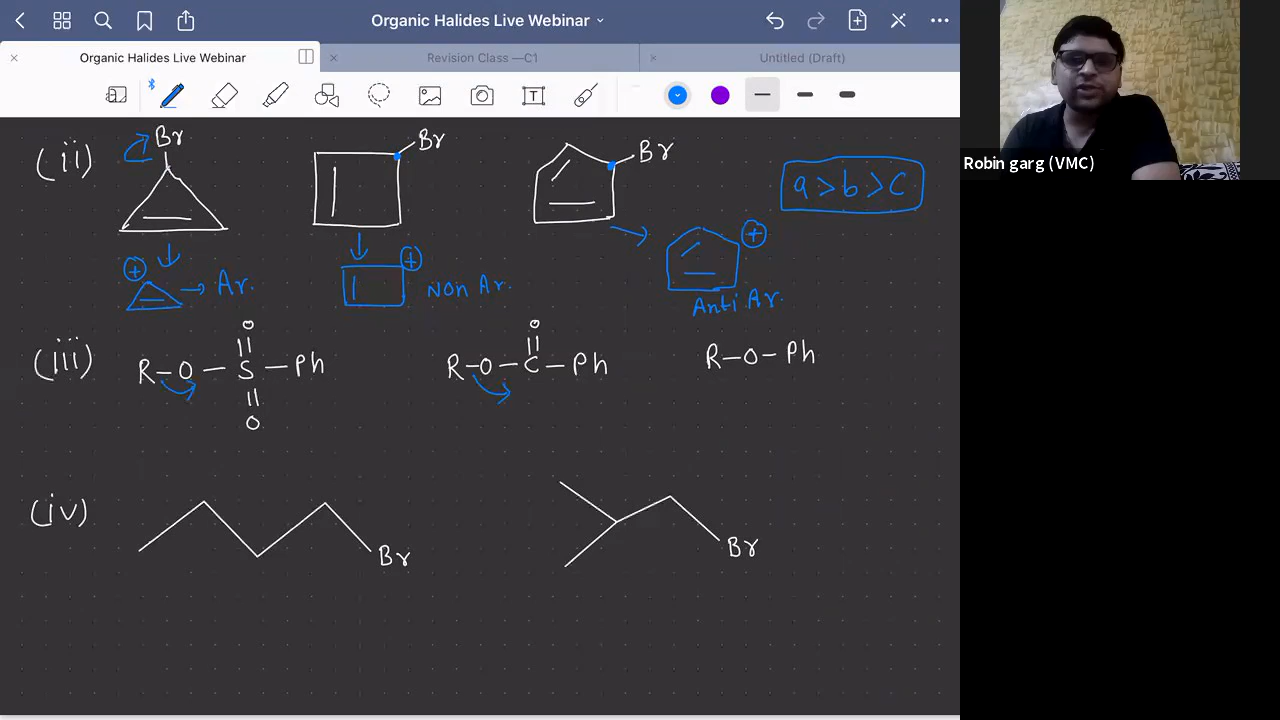 Organic Halides Live Webinar
Organic Halides Live Webinar
Revision Class —C1
Untitled (Draft)
T
Robin garg (VMC)
(ii) Br Br Br a > b > c
⊕ → Ar. ⊕ Non Ar. ⊕ Anti Ar.
(iii) R-O-S-Ph R-O-C-Ph R-O-Ph
O O O
(iv) Br Br